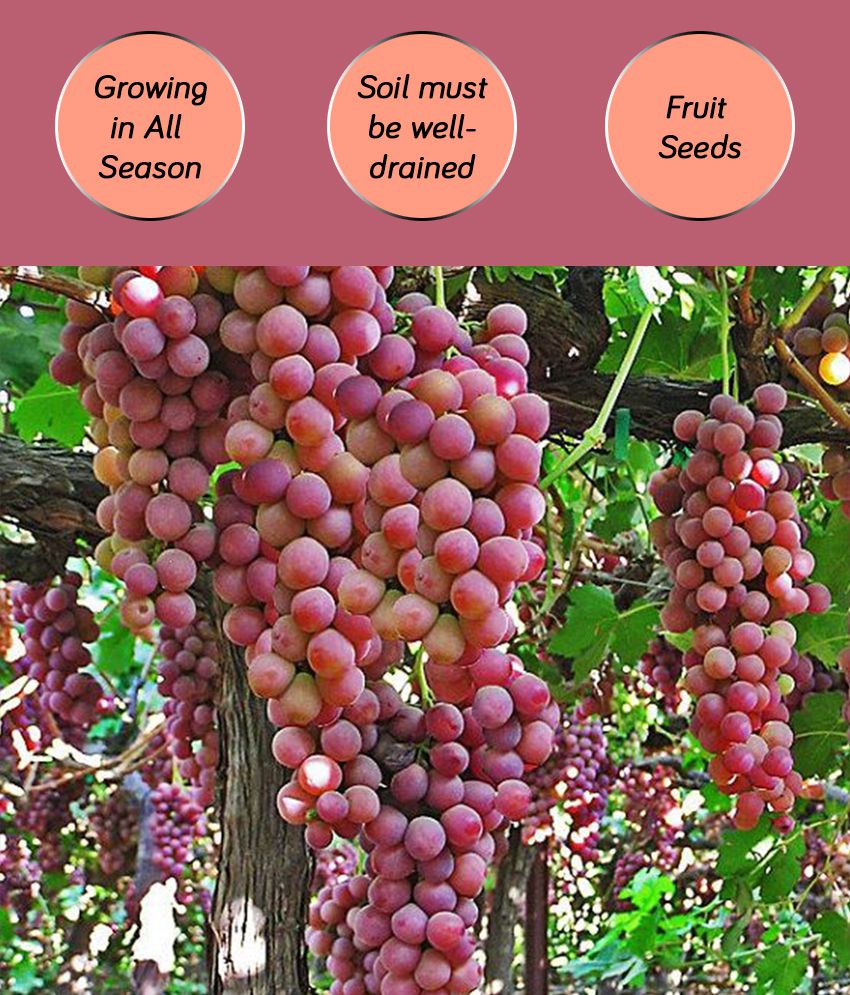 Growing
in All
Season
Soil must
be well-
drained
Fruit
Seeds